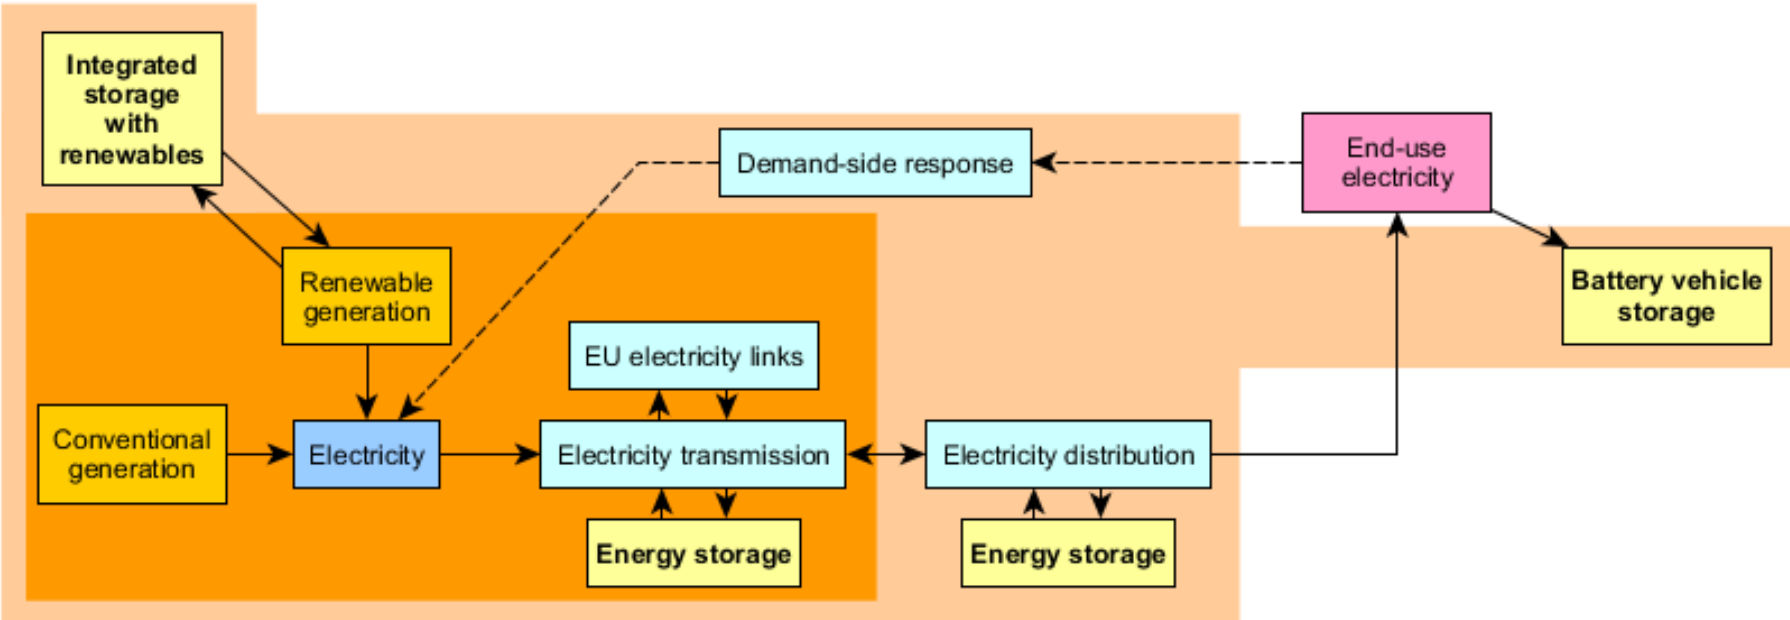 Integrated
storage
with
renewables
Demand-side response
End-use
electricity
Renewable
generation
Battery vehicle
storage
EU electricity links
Conventional
generation
Electricity
Electricity transmission
Electricity distribution
Energy storage
Energy storage